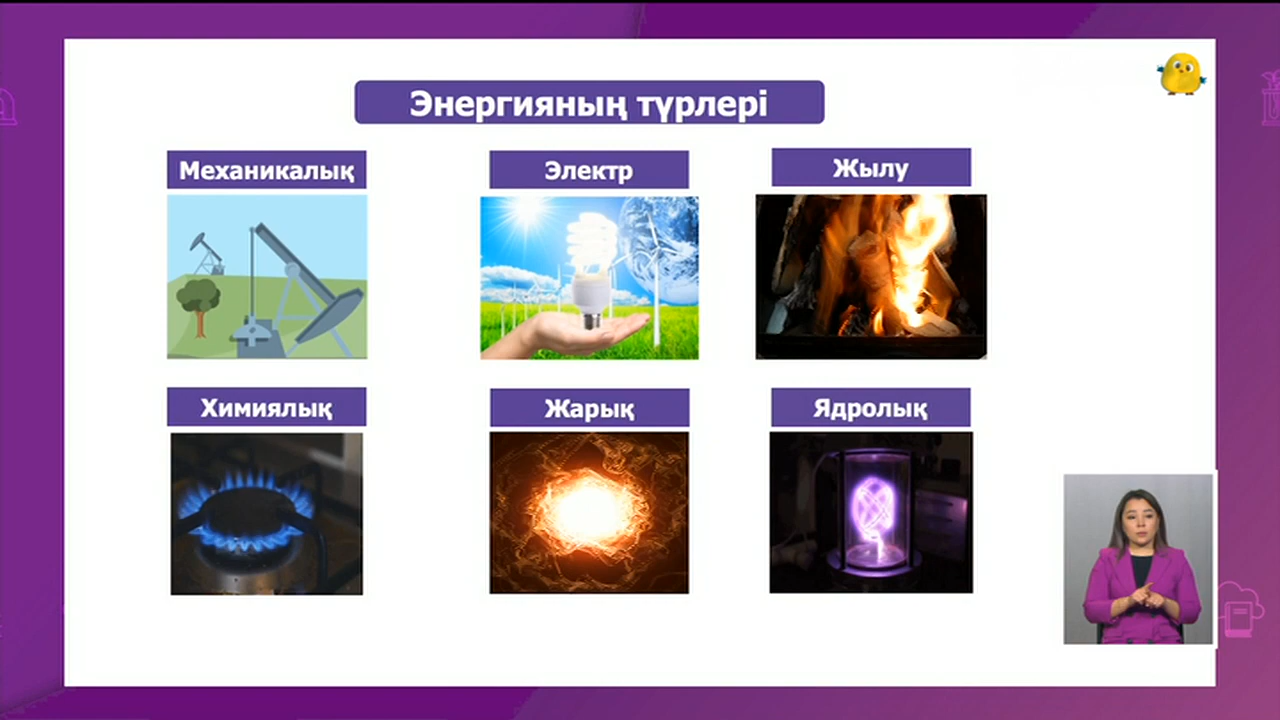 Энергияның түрлері
Механикалық
Электр
Жылу
Химиялық
Жарық
Ядролық